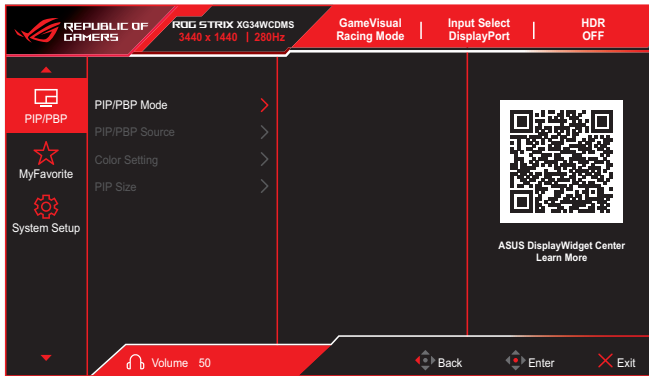 REPUBLIC OF
GAMERS
ROG STRIX XG34WCDMS
3440 x 1440 | 280Hz
GameVisual
Racing Mode
Input Select
DisplayPort
HDR
OFF
PIP/PBP
MyFavorite
System Setup
PIP/PBP Mode
PIP/PBP Source
Color Setting
PIP Size
ASUS DisplayWidget Center
Learn More
Volume 50
Back
Enter
Exit